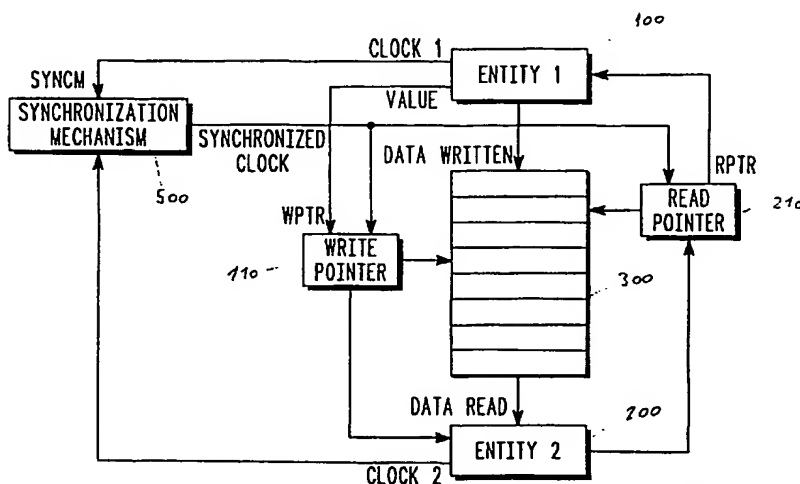 100
CLOCK 1
ENTITY 1
SYNCM
VALUE
SYNCHRONIZATION
MECHANISM
SYNCHRONIZED
CLOCK
DATA WRITTEN
RPTR
500
WPTR
READ
POINTER
210
WRITE
POINTER
110
300
DATA READ
200
ENTITY 2
CLOCK 2